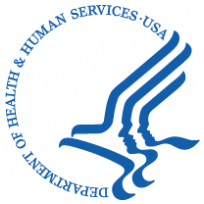 DEPARTMENT OF HEALTH & HUMAN SERVICES·USA